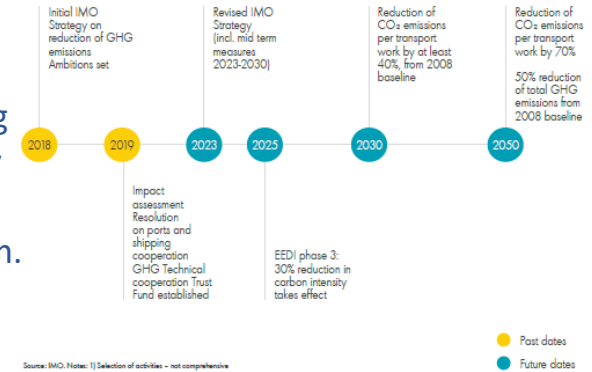 Initial IMO
Strategy on
reduction of GHG
emissions
Ambitions set
Revised IMO
Strategy
(incl. mid term
measures
2023-2030)
Reduction of
CO₂ emissions
per transport
work by at least
40%, from 2008
baseline
Reduction of
CO₂ emissions
per transport
work by 70%
50% reduction
of total GHG
emissions from
2008 baseline
g
2018
2019
2023
2025
2030
2050
Impact
assessment
Resolution
on ports and
shipping
cooperation
GHG Technical
cooperation Trust
Fund established
EEDI phase 3:
30% reduction in
carbon intensity
takes effect
n.
Past dates
Future dates
Source: IMO. Notes: 1) Selection of activities – not comprehensive